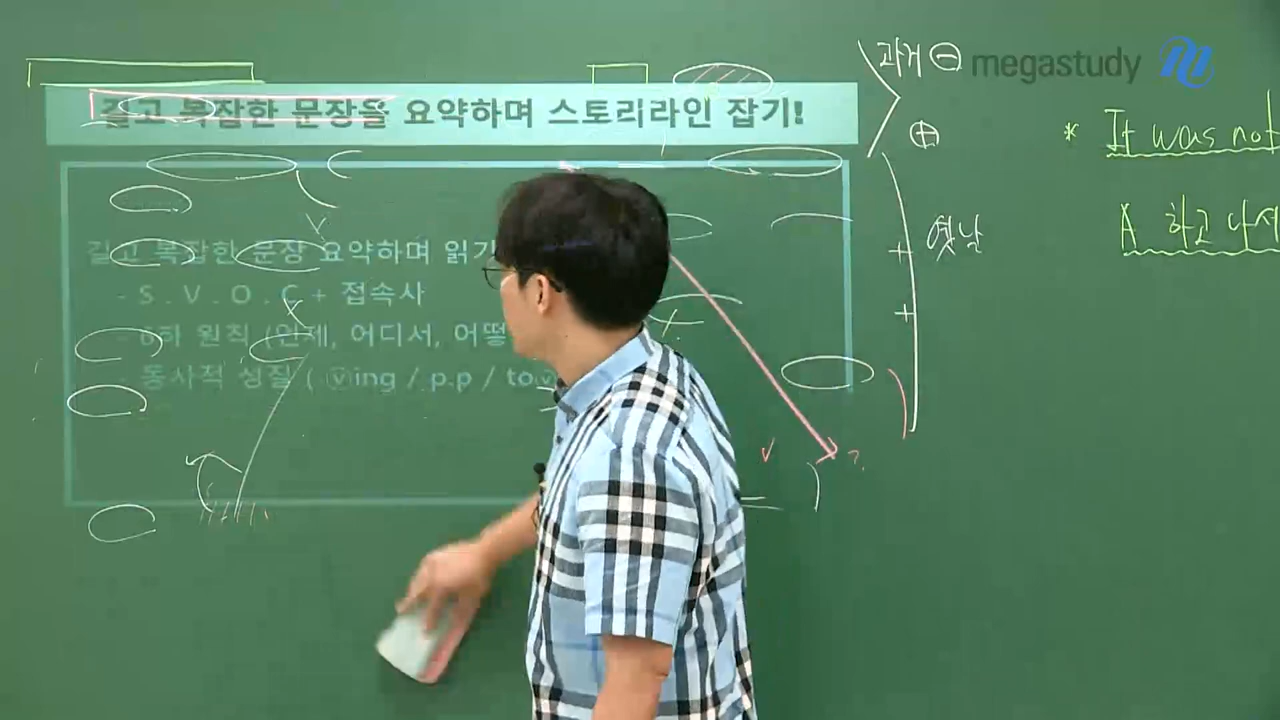 과거 ⊖ megastudy
길고 복잡한 문장을 요약하며 스토리라인 잡기!
⊕
* It was not
옛날
A 하고 나서
길고 복잡한 문장 요약하며 읽기
- S . V . O . C + 접속사
- 6하 원칙 (언제, 어디서, 어떻
- 동사적 성질 ( ⓥing / p.p / toⓥ